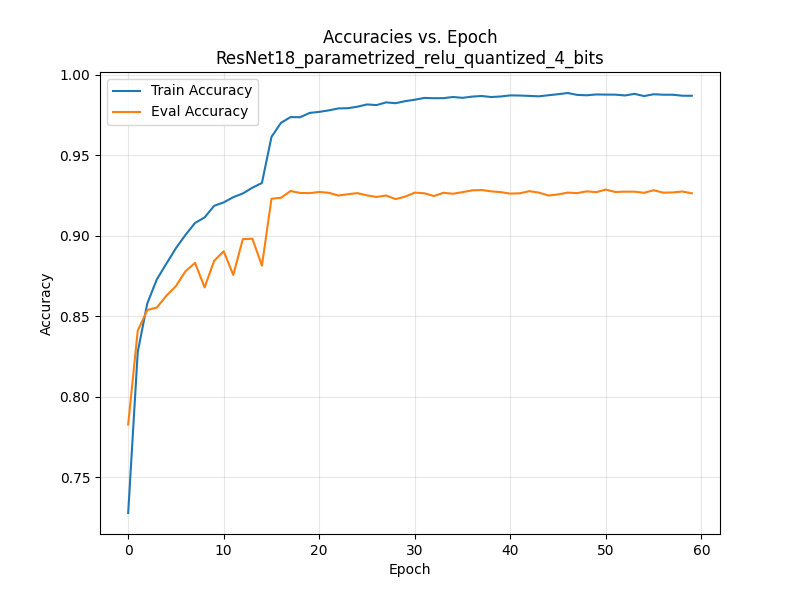 Accuracies vs. Epoch
ResNet18_parametrized_relu_quantized_4_bits
Train Accuracy
Eval Accuracy
1.00
0.95
0.90
0.85
0.80
0.75
Accuracy
0 10 20 30 40 50 60
Epoch